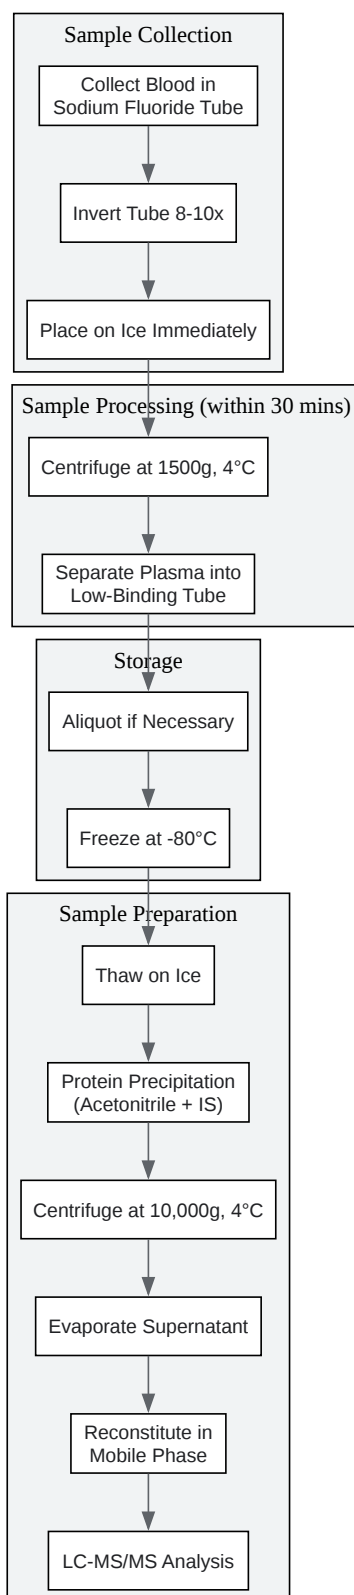 Sample Collection
Collect Blood in
Sodium Fluoride Tube
Invert Tube 8-10x
Place on Ice Immediately
Sample Processing (within 30 mins)
Centrifuge at 1500g, 4°C
Separate Plasma into
Low-Binding Tube
Storage
Aliquot if Necessary
Freeze at -80°C
Sample Preparation
Thaw on Ice
Protein Precipitation
(Acetonitrile + IS)
Centrifuge at 10,000g, 4°C
Evaporate Supernatant
Reconstitute in
Mobile Phase
LC-MS/MS Analysis